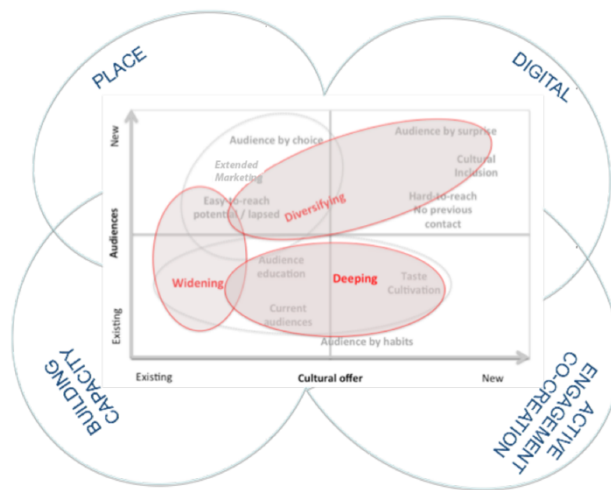 PLACE
DIGITAL
New
Audience by choice
Audience by surprise
Extended
Marketing
Cultural
Inclusion
Easy-to-reach
potential / lapsed
Diversifying
Hard-to-reach
No previous
contact
Audiences
Widening
Audience
education
Deeping
Taste
Cultivation
Current
audiences
Existing
Audience by habits
Existing
Cultural offer
New
BUILDING
CAPACITY
ACTIVE
ENGAGEMENT
CO-CREATION